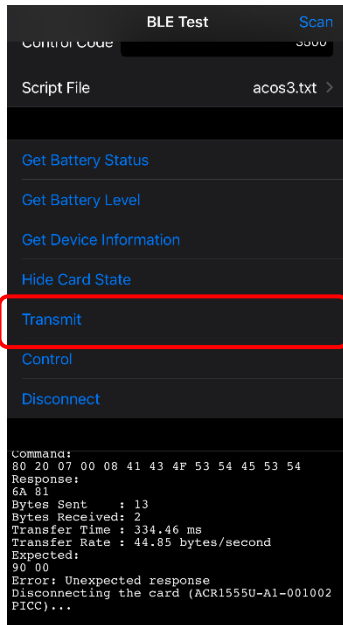 BLE Test
Scan
Control Code
3500
Script File
acos3.txt >
Get Battery Status
Get Battery Level
Get Device Information
Hide Card State
Transmit
Control
Disconnect
Command:
80 20 07 00 08 41 43 4F 53 54 45 53 54
Response:
6A 81
Bytes Sent    : 13
Bytes Received: 2
Transfer Time : 334.46 ms
Transfer Rate : 44.85 bytes/second
Expected:
90 00
Error: Unexpected response
Disconnecting the card (ACR1555U-A1-001002
PICC)...